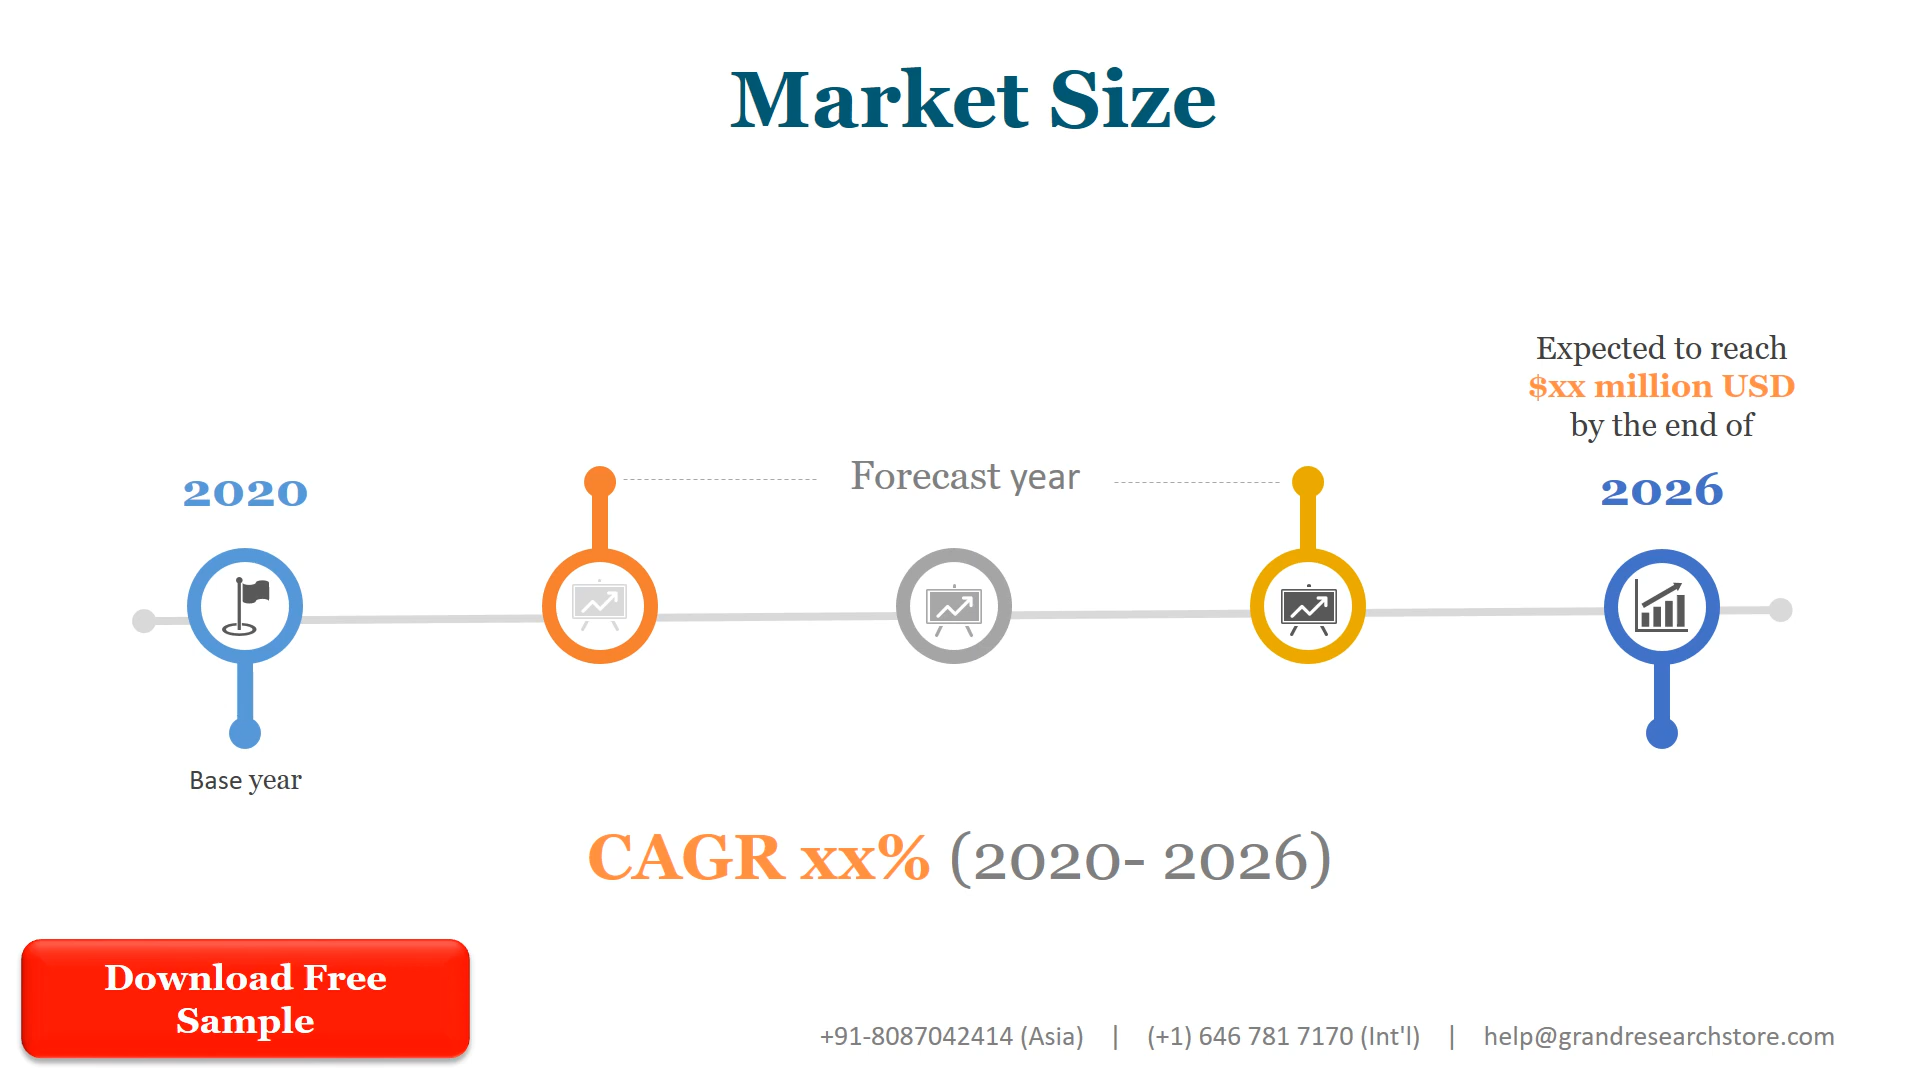 Market Size
Expected to reach
$xx million USD
by the end of
2020
Forecast year
2026
Base year
CAGR xx% (2020- 2026)
Download Free
Sample
+91-8087042414 (Asia) | (+1) 646 781 7170 (Int'l) | help@grandresearchstore.com